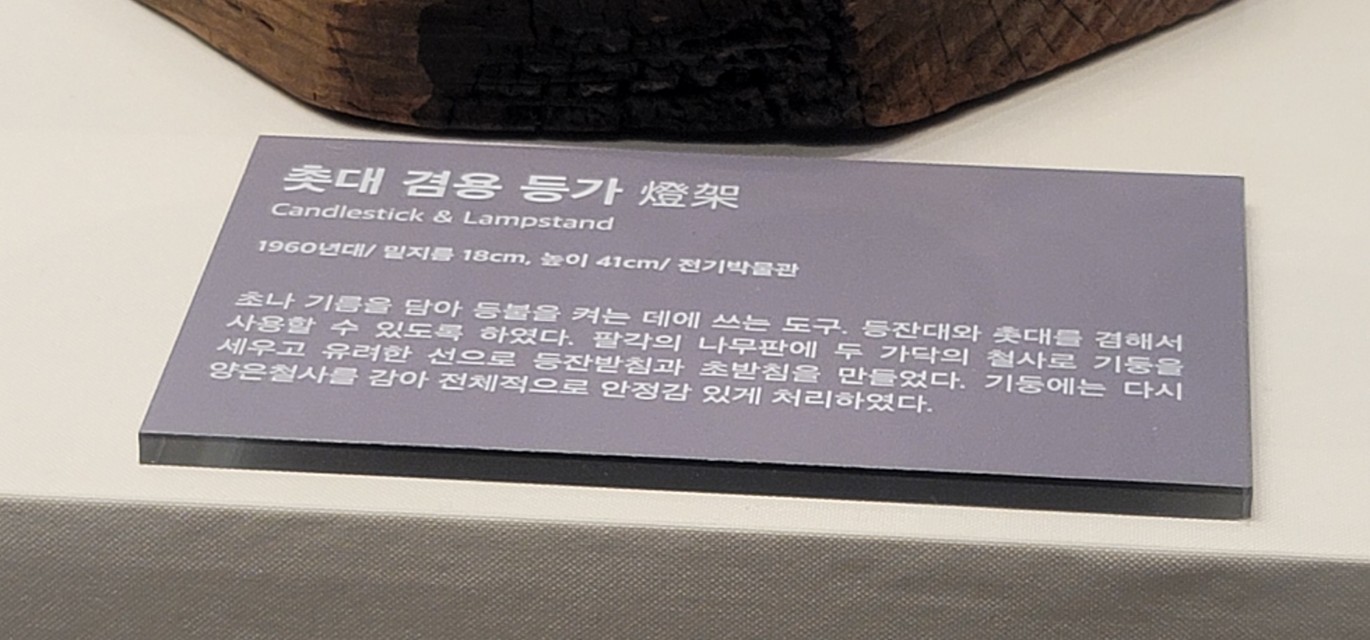 촛대 겸용 등가 燈架
Candlestick & Lampstand
1960년대/ 밑지름 18cm, 높이 41cm/ 전기박물관
초나 기름을 담아 등불을 켜는 데에 쓰는 도구. 등잔대와 촛대를 겸해서
사용할 수 있도록 하였다. 팔각의 나무판에 두 가닥의 철사로 기둥을
세우고 유려한 선으로 등잔받침과 초받침을 만들었다. 기둥에는 다시
양은철사를 감아 전체적으로 안정감 있게 처리하였다.